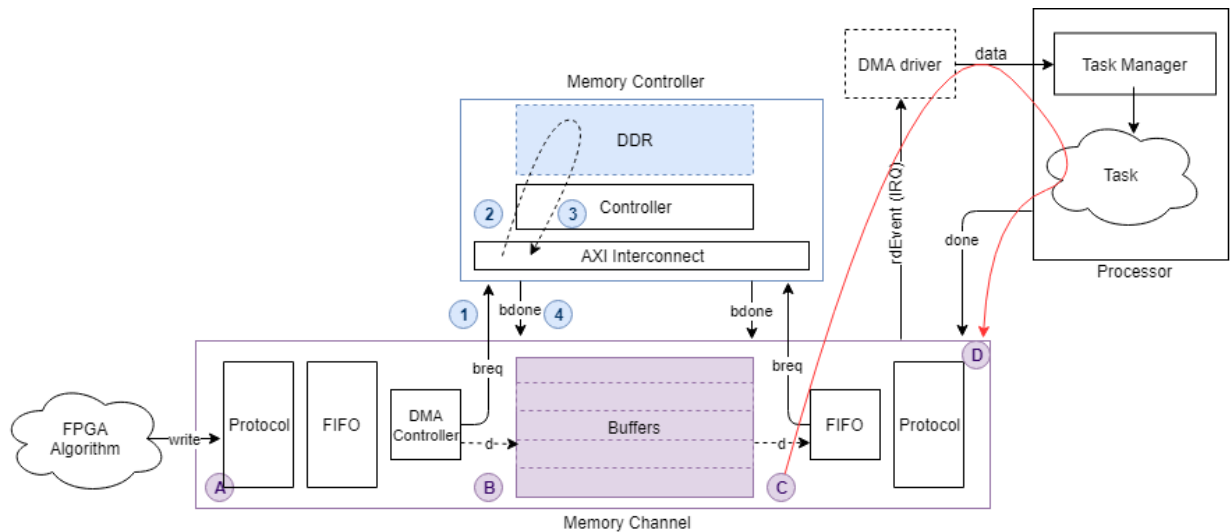 Memory Controller
DDR
2
3
Controller
AXI Interconnect
1
bdone
4
bdone
breq
breq
DMA driver
data
Task Manager
Task
rdEvent (IRQ)
done
Processor
D
FPGA
Algorithm
write
Protocol
FIFO
DMA
Controller
d
Buffers
d
FIFO
Protocol
A
B
C
Memory Channel